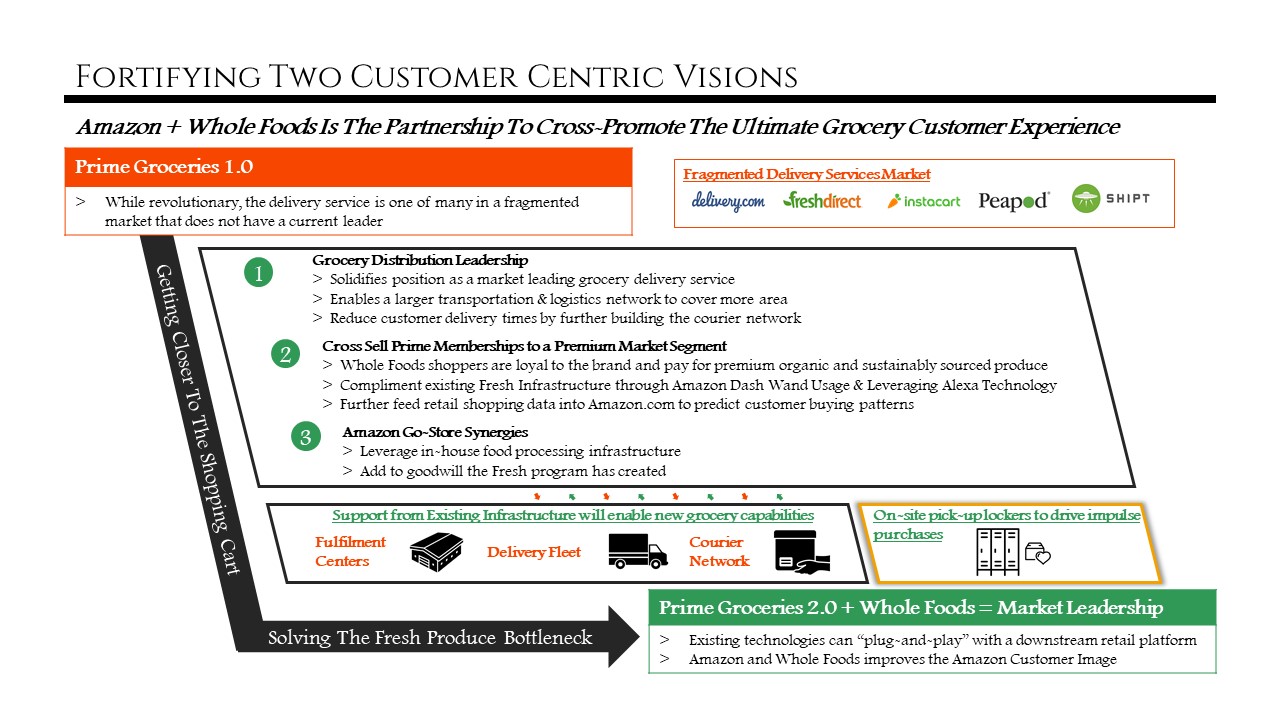 Fortifying Two Customer Centric Visions
Amazon + Whole Foods Is The Partnership To Cross-Promote The Ultimate Grocery Customer Experience
Prime Groceries 1.0
> While revolutionary, the delivery service is one of many in a fragmented
market that does not have a current leader
Fragmented Delivery Services Market
delivery.com freshdirect instacart Peapod SHIPT
Getting Closer To The Shopping Cart
1 Grocery Distribution Leadership
> Solidifies position as a market leading grocery delivery service
> Enables a larger transportation & logistics network to cover more area
> Reduce customer delivery times by further building the courier network
2 Cross Sell Prime Memberships to a Premium Market Segment
> Whole Foods shoppers are loyal to the brand and pay for premium organic and sustainably sourced produce
> Compliment existing Fresh Infrastructure through Amazon Dash Wand Usage & Leveraging Alexa Technology
> Further feed retail shopping data into Amazon.com to predict customer buying patterns
3 Amazon Go-Store Synergies
> Leverage in-house food processing infrastructure
> Add to goodwill the Fresh program has created
Support from Existing Infrastructure will enable new grocery capabilities
Fulfilment
Centers
Delivery Fleet
Courier
Network
On-site pick-up lockers to drive impulse
purchases
Solving The Fresh Produce Bottleneck
Prime Groceries 2.0 + Whole Foods = Market Leadership
> Existing technologies can “plug-and-play” with a downstream retail platform
> Amazon and Whole Foods improves the Amazon Customer Image